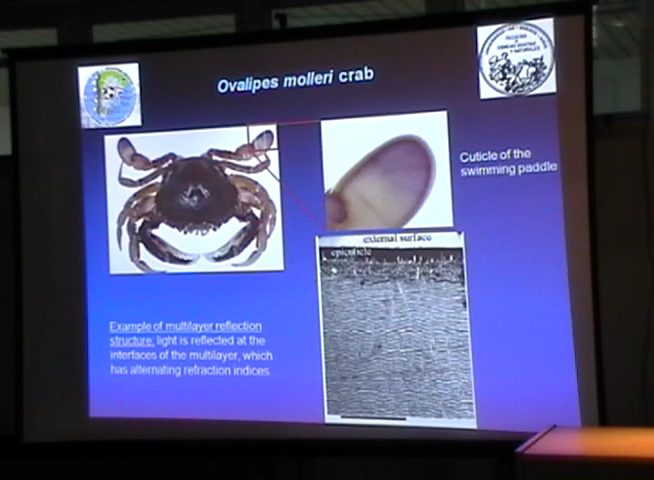 Ovalipes molleri crab
Cuticle of the
swimming paddle
external surface
epicuticle
Example of multilayer reflection
structure: light is reflected at the
interfaces of the multilayer, which
has alternating refraction indices